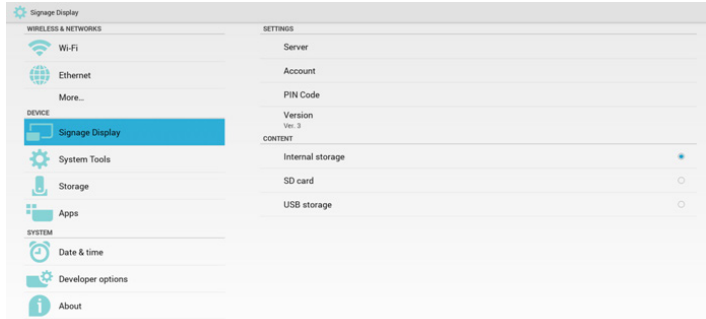 Signage Display
WIRELESS & NETWORKS
Wi-Fi
Ethernet
More...
DEVICE
Signage Display
System Tools
Storage
Apps
SYSTEM
Date & time
Developer options
About
SETTINGS
Server
Account
PIN Code
Version
Ver. 3
CONTENT
Internal storage
SD card
USB storage